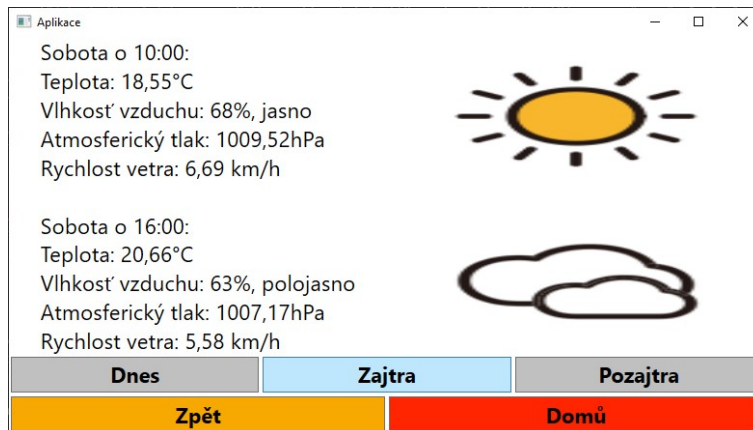 Aplikace
Sobota o 10:00:
Teplota: 18,55°C
Vlhkosť vzduchu: 68%, jasno
Atmosferický tlak: 1009,52hPa
Rychlost vetra: 6,69 km/h
Sobota o 16:00:
Teplota: 20,66°C
Vlhkosť vzduchu: 63%, polojasno
Atmosferický tlak: 1007,17hPa
Rychlost vetra: 5,58 km/h
Dnes Zajtra Pozajtra
Zpět Domů